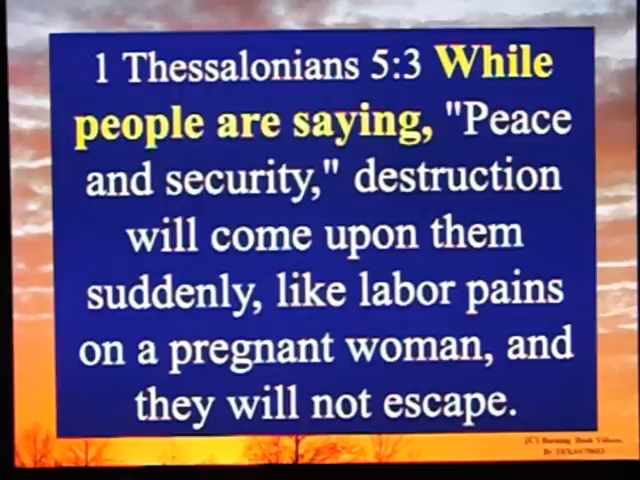 1 Thessalonians 5:3 While
people are saying, "Peace
and security," destruction
will come upon them
suddenly, like labor pains
on a pregnant woman, and
they will not escape.